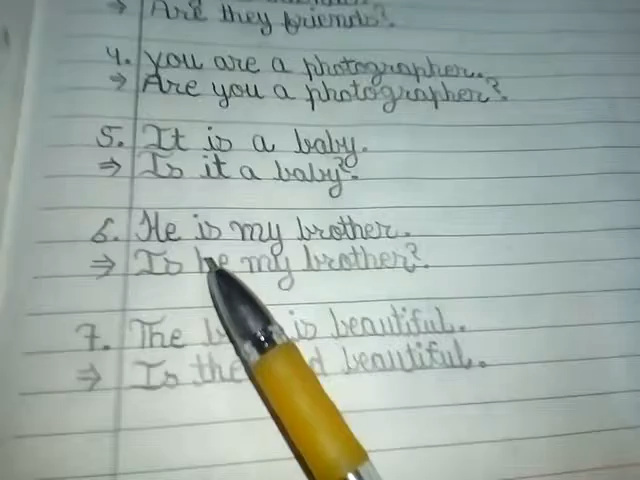 ⇒ Are they friends?
4. you are a photographer.
⇒ Are you a photographer?
5. It is a baby.
⇒ Is it a baby?
6. He is my brother.
⇒ Is he my brother?
7. The is beautiful.
⇒ Is the beautiful.